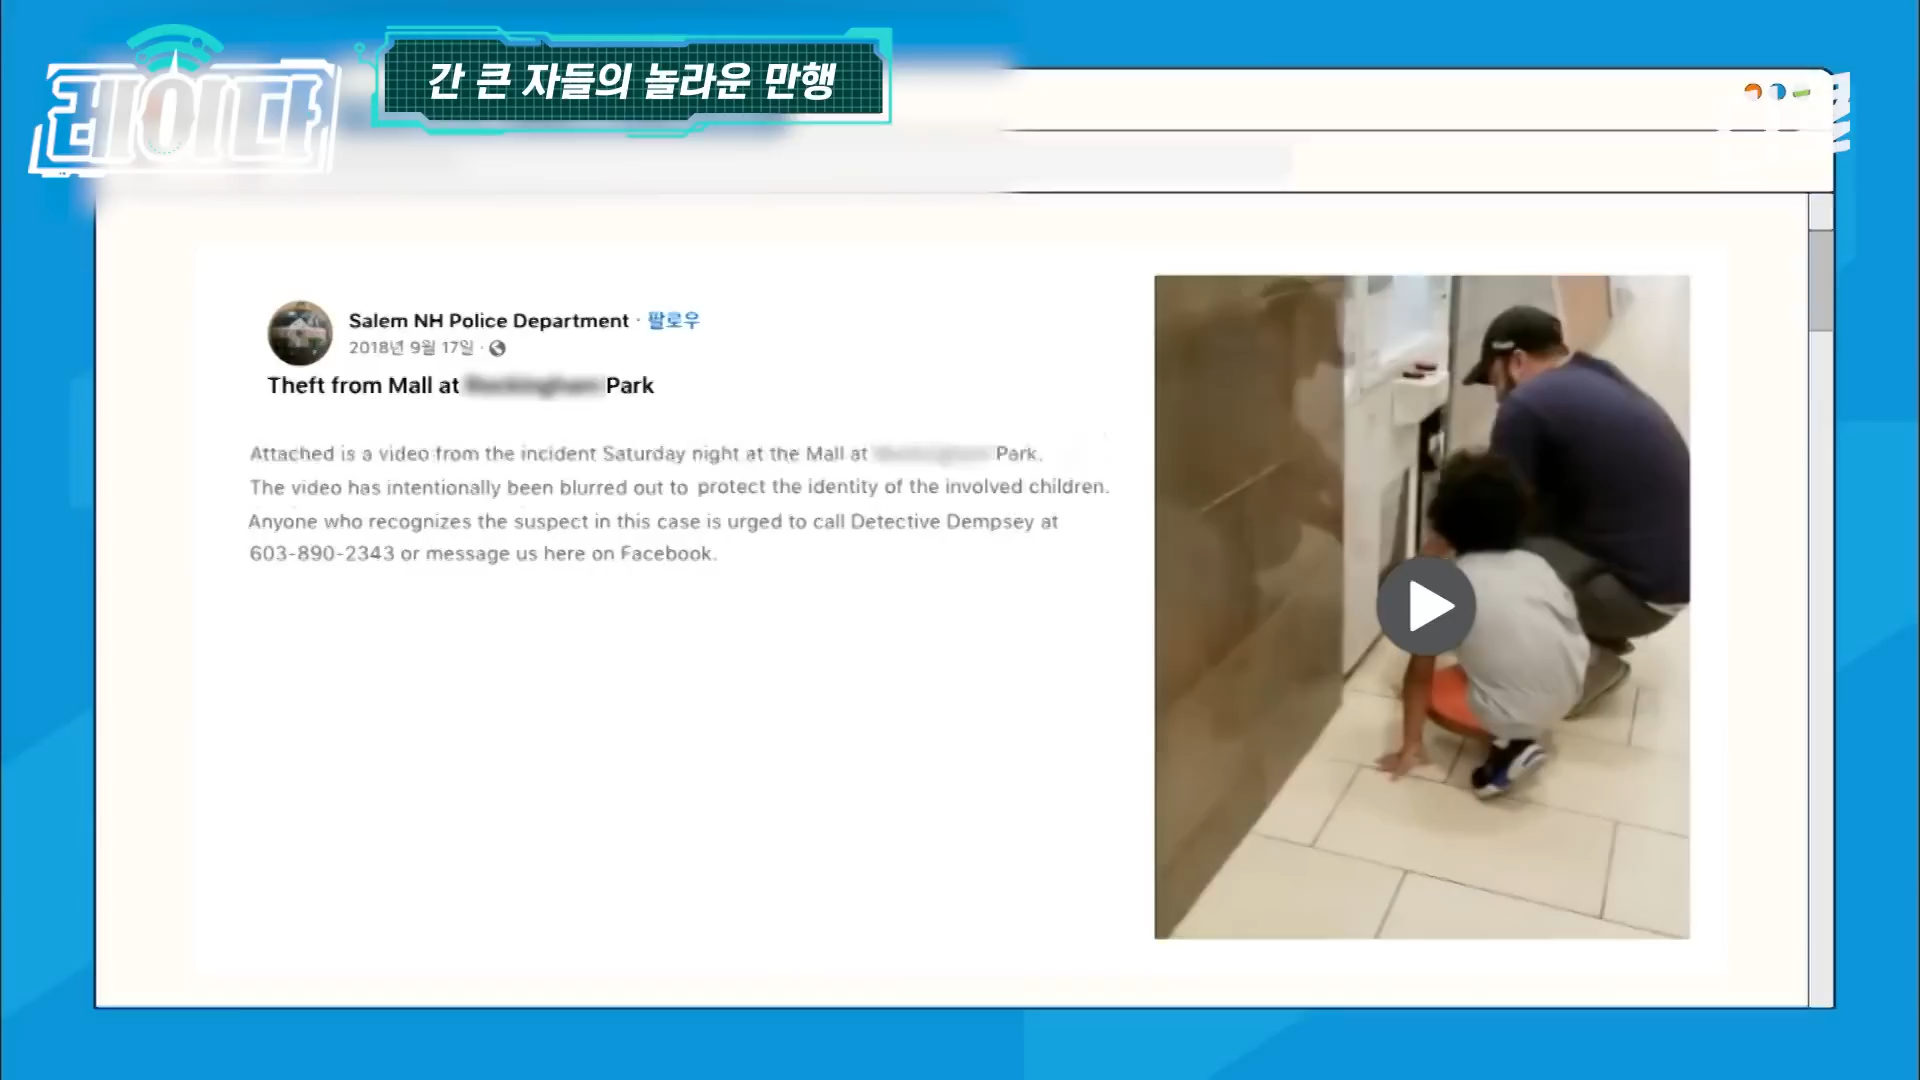 레이다
간 큰 자들의 놀라운 만행
Salem NH Police Department · 팔로우
2018년 9월 17일 ·
Theft from Mall at Park
Attached is a video from the incident Saturday night at the Mall at Park.
The video has intentionally been blurred out to protect the identity of the involved children.
Anyone who recognizes the suspect in this case is urged to call Detective Dempsey at
603-890-2343 or message us here on Facebook.